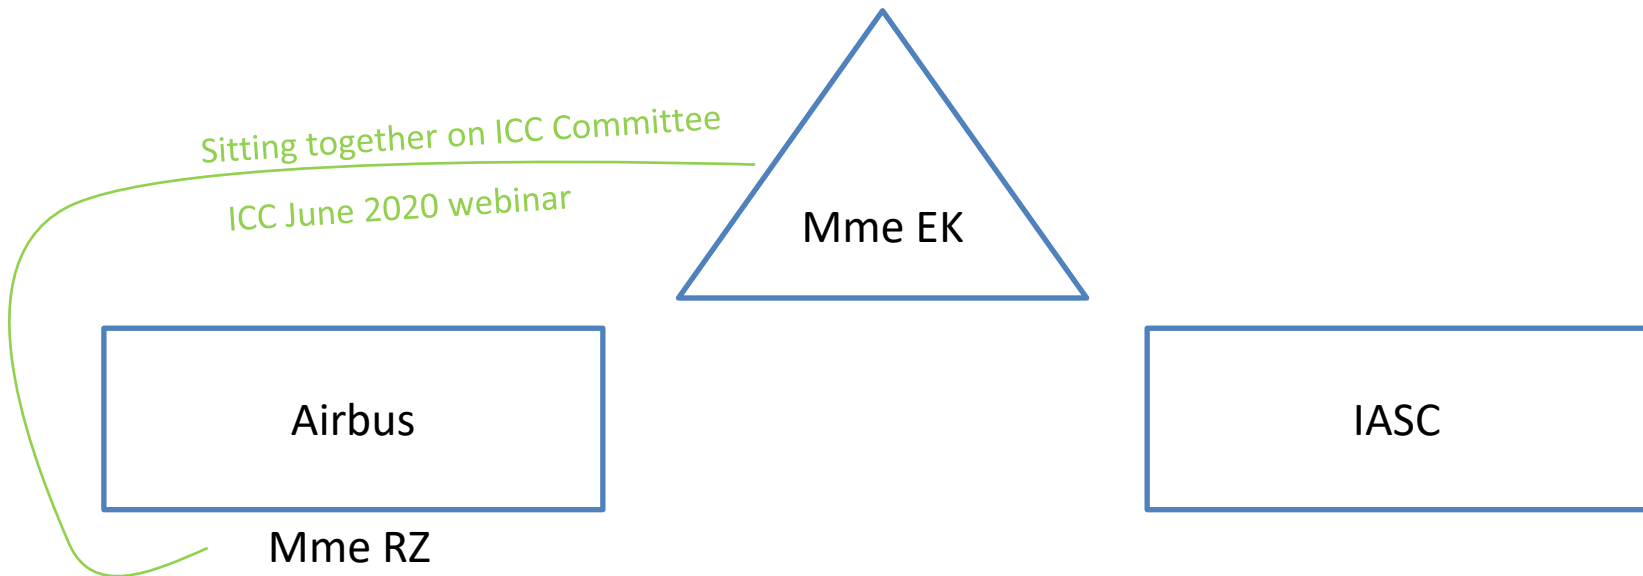 Sitting together on ICC Committee
ICC June 2020 webinar
Mme EK
Airbus
IASC
Mme RZ